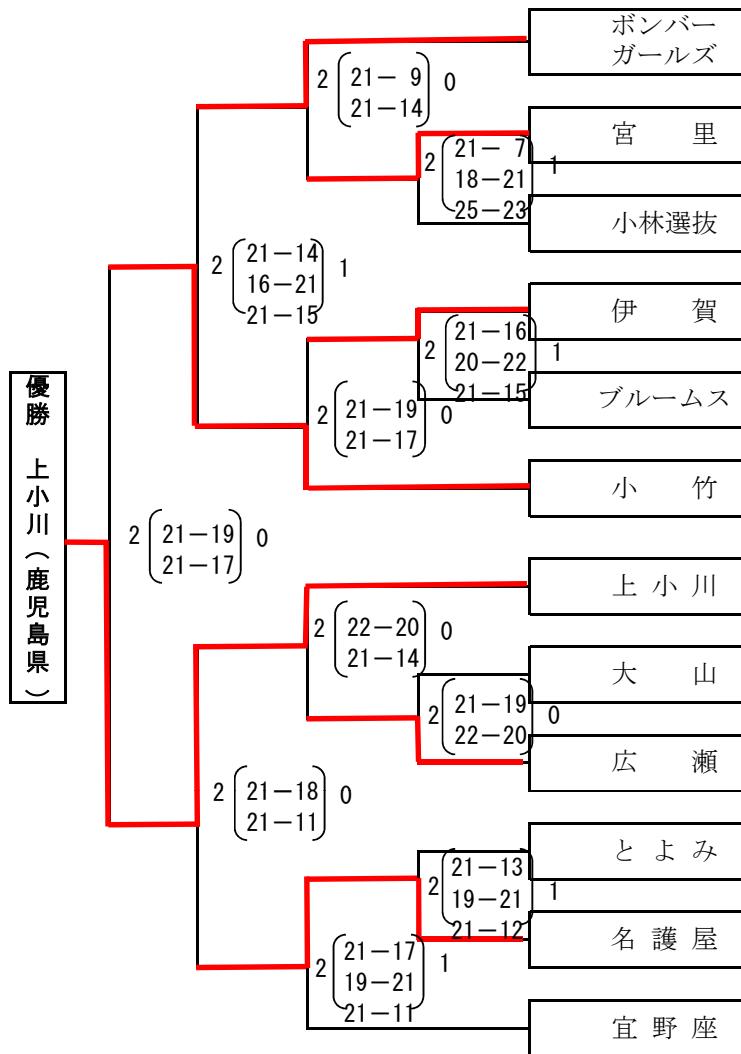 ボンバー
ガールズ
2 21－ 9 0
21－14
宮 里
2 21－ 7 1
18－21
25－23
小林選抜
2 21－14 1
16－21
21－15
伊 賀
2 21－16 1
20－22
21－15
ブルームス
2 21－19 0
21－17
小 竹
優勝 上小川（鹿児島県）
2 21－19 0
21－17
上 小 川
2 22－20 0
21－14
大 山
2 21－19 0
22－20
広 瀬
2 21－18 0
21－11
と よ み
2 21－13 1
19－21
21－12
名 護 屋
2 21－17 1
19－21
21－11
宜 野 座